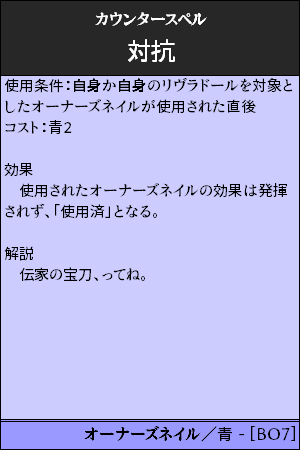 カウンタースペル
対抗
使用条件：自身か自身のリヴラドールを対象と
したオーナーズネイルが使用された直後
コスト：青2
効果
　使用されたオーナーズネイルの効果は発揮
されず、「使用済」となる。
解説
　伝家の宝刀、ってね。
オーナーズネイル／青 - [BO7]